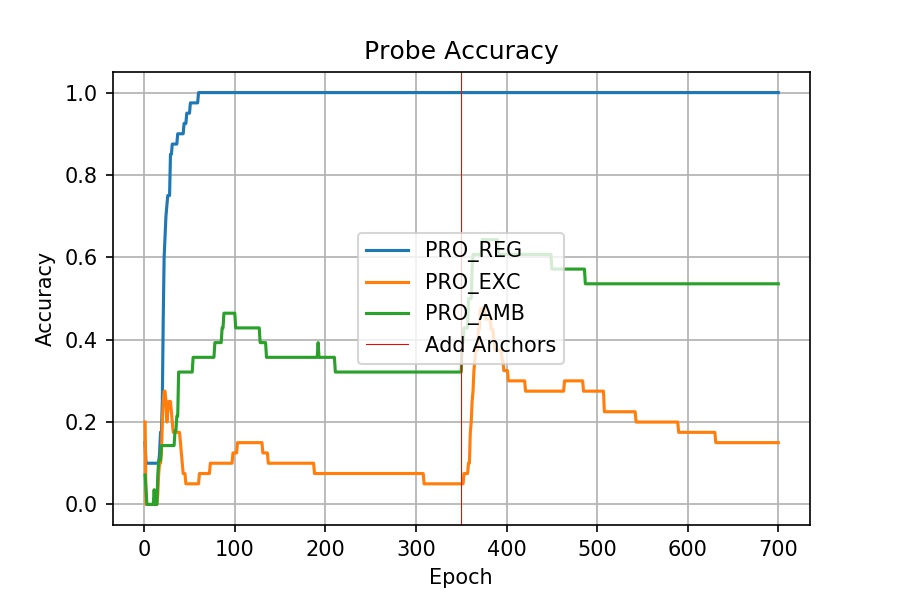 Probe Accuracy
Accuracy
1.0
0.8
0.6
0.4
0.2
0.0
PRO_REG
PRO_EXC
PRO_AMB
Add Anchors
0 100 200 300 400 500 600 700
Epoch